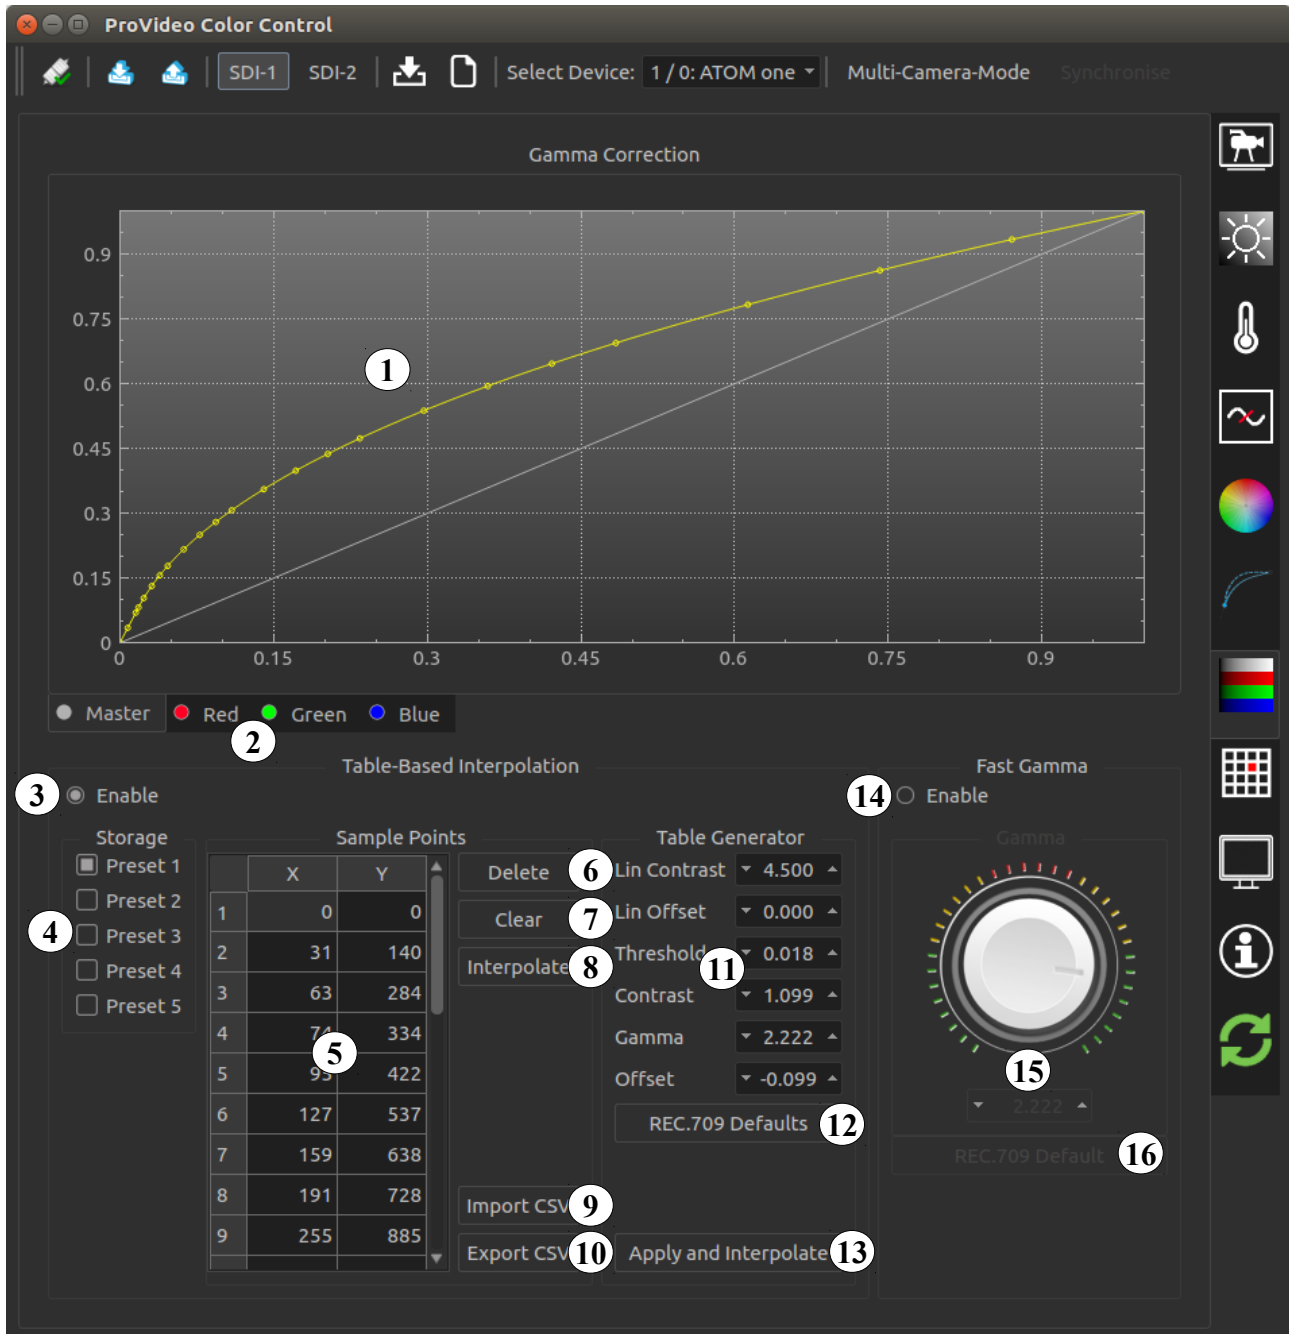 ProVideo Color Control
SDI-1 SDI-2 Select Device: 1 / 0: ATOM one Multi-Camera-Mode Synchronise
Gamma Correction
0.9
0.75
0.6
0.45
0.3
0.15
0
0 0.15 0.3 0.45 0.6 0.75 0.9
1
Master Red Green Blue
2
Table-Based Interpolation
3 Enable
Storage
Preset 1
Preset 2
Preset 3
Preset 4
Preset 5
4
Sample Points
X Y
1 0 0
2 31 140
3 63 284
4 74 334
5 95 422
6 127 537
7 159 638
8 191 728
9 255 885
5
Delete 6
Clear 7
Interpolate 8
Import CSV 9
Export CSV 10
Table Generator
Lin Contrast 4.500
Lin Offset 0.000
Threshold 0.018
11
Contrast 1.099
Gamma 2.222
Offset -0.099
REC.709 Defaults 12
Apply and Interpolate 13
Fast Gamma
14 Enable
Gamma
15
2.222
REC.709 Default 16